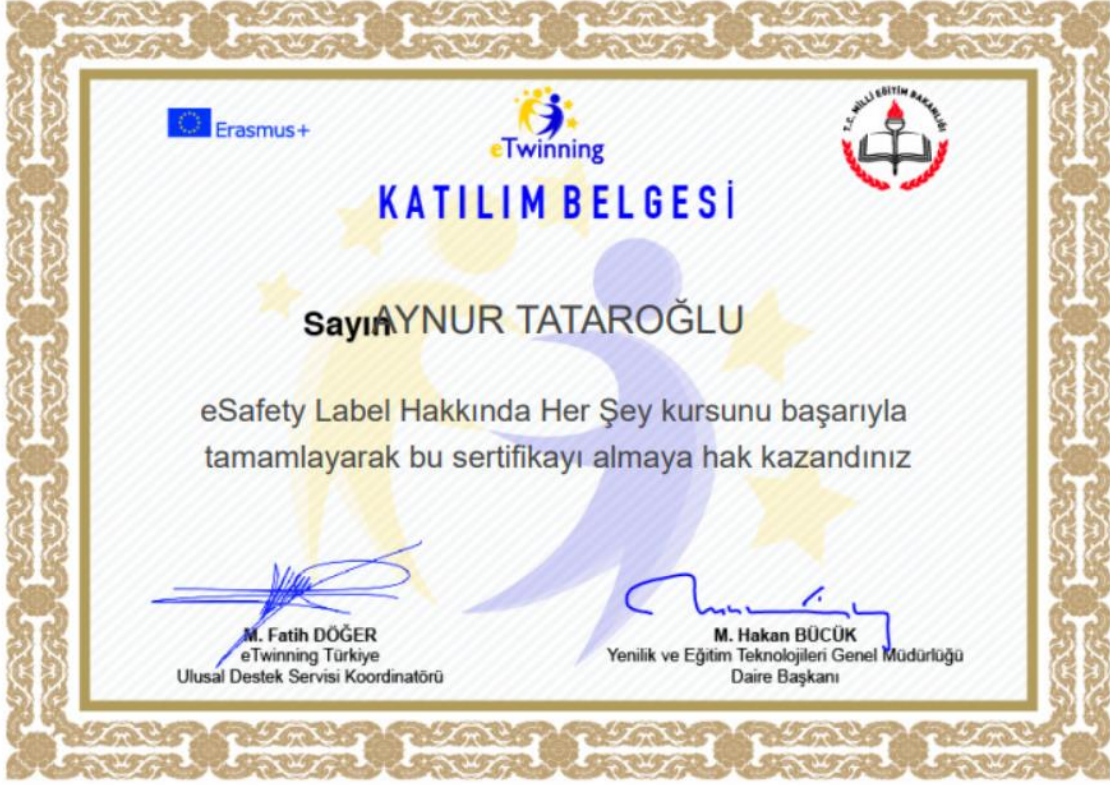 Erasmus+
eTwinning
T.C. MİLLİ EĞİTİM BAKANLIĞI
KATILIM BELGESİ
Sayın AYNUR TATAROĞLU
eSafety Label Hakkında Her Şey kursunu başarıyla
tamamlayarak bu sertifikayı almaya hak kazandınız
M. Fatih DÖĞER
eTwinning Türkiye
Ulusal Destek Servisi Koordinatörü
M. Hakan BÜCÜK
Yenilik ve Eğitim Teknolojileri Genel Müdürlüğü
Daire Başkanı